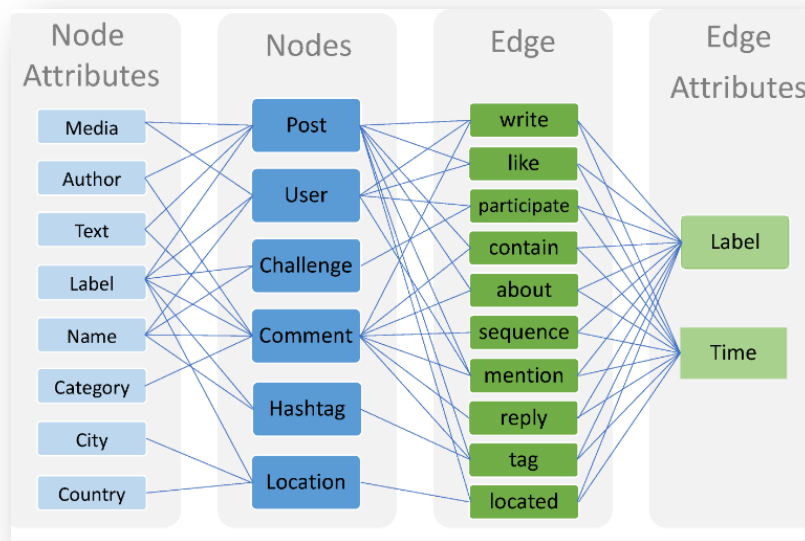 Node
Attributes
Media
Author
Text
Label
Name
Category
City
Country
Nodes
Post
User
Challenge
Comment
Hashtag
Location
Edge
write
like
participate
contain
about
sequence
mention
reply
tag
located
Edge
Attributes
Label
Time